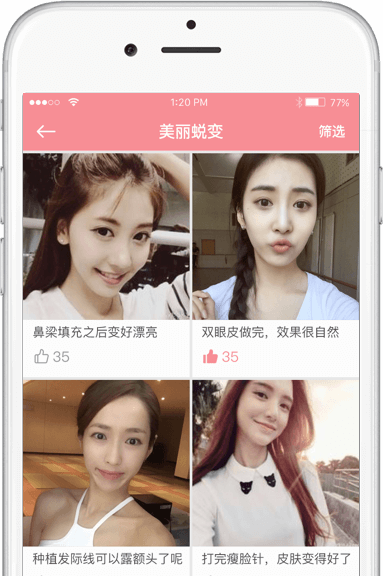 1:20 PM
77%
美丽蜕变
筛选
鼻梁填充之后变好漂亮
双眼皮做完，效果很自然
35
35
种植发际线可以露额头了呢
打完瘦脸针，皮肤变得好了